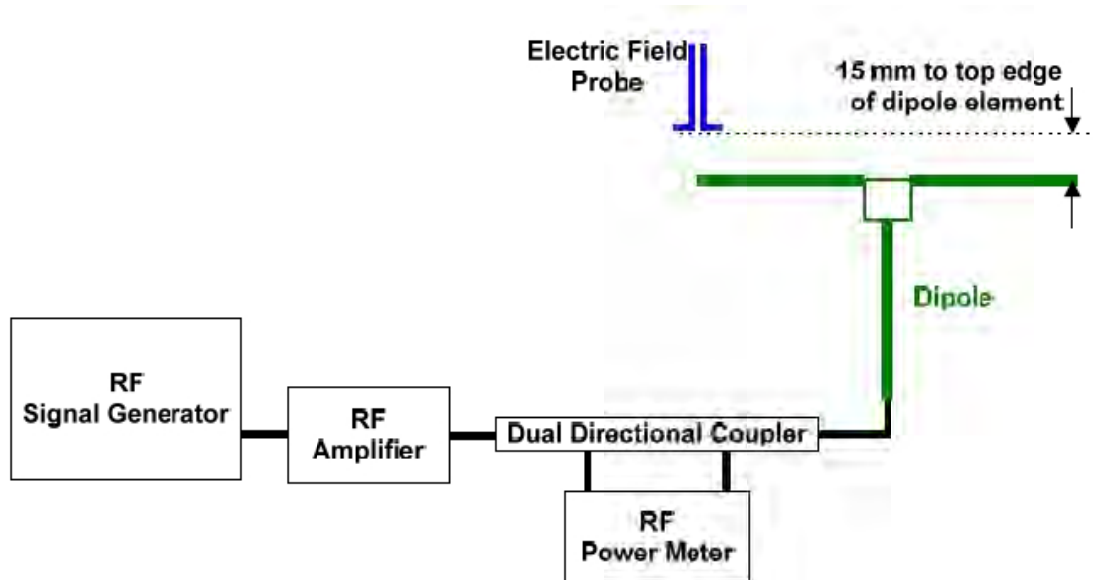 Electric Field
Probe
15 mm to top edge
of dipole element
Dipole
RF
Signal Generator
RF
Amplifier
Dual Directional Coupler
RF
Power Meter